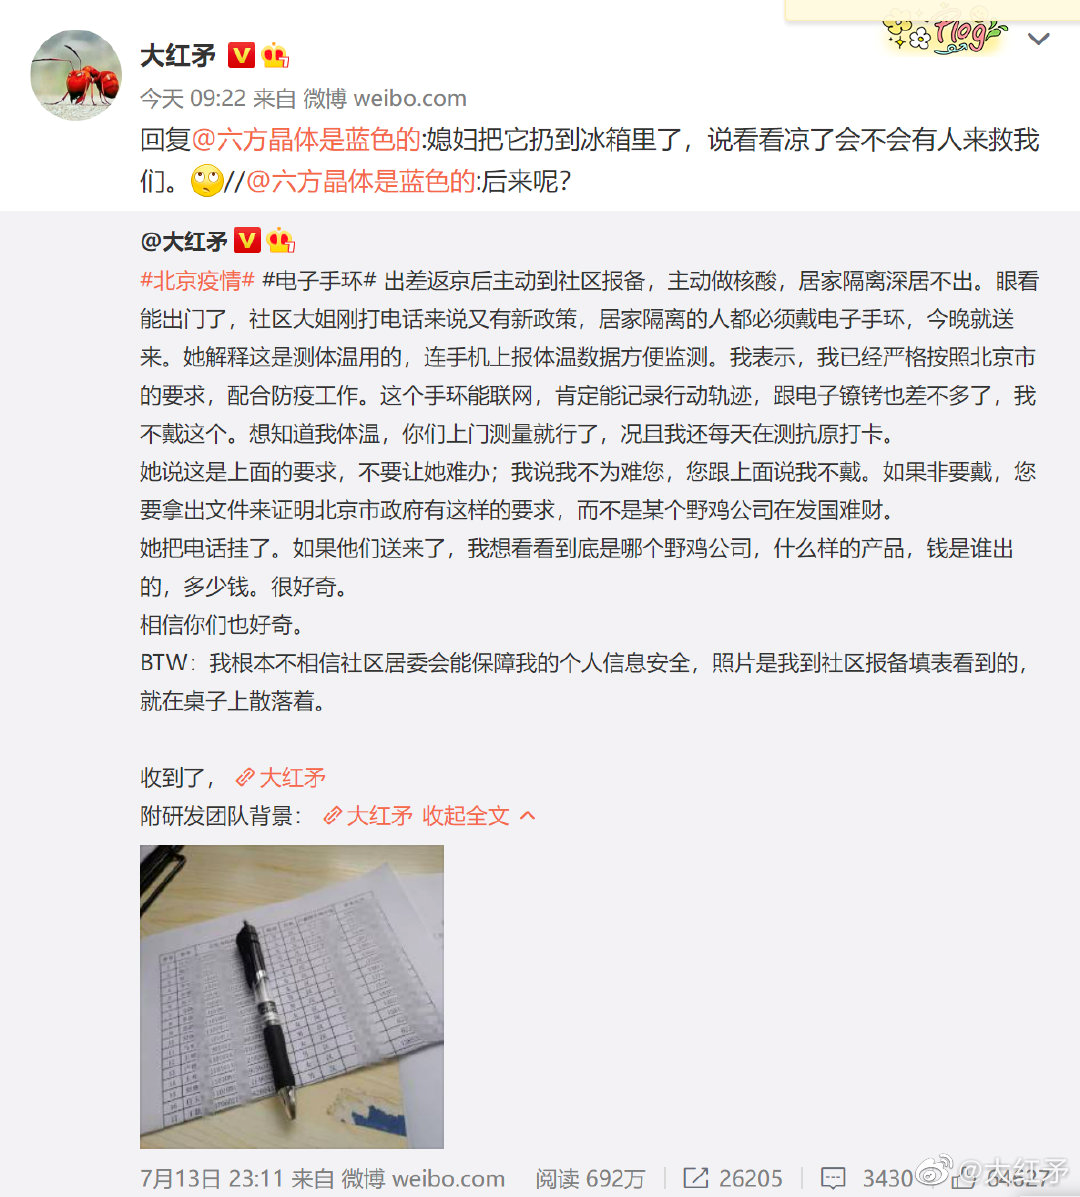 大红矛
今天 09:22 来自 微博 weibo.com
回复@六方晶体是蓝色的:媳妇把它扔到冰箱里了，说看看凉了会不会有人来救我
们。//@六方晶体是蓝色的:后来呢？
@大红矛
#北京疫情# #电子手环# 出差返京后主动到社区报备，主动做核酸，居家隔离深居不出。眼看
能出门了，社区大姐刚打电话来说又有新政策，居家隔离的人都必须戴电子手环，今晚就送
来。她解释这是测体温用的，连手机上报体温数据方便监测。我表示，我已经严格按照北京市
的要求，配合防疫工作。这个手环能联网，肯定能记录行动轨迹，跟电子镣铐也差不多了，我
不戴这个。想知道我体温，你们上门测量就行了，况且我还每天在测抗原打卡。
她说这是上面的要求，不要让她难办；我说我不为难您，您跟上面说我不戴。如果非要戴，您
要拿出文件来证明北京市政府有这样的要求，而不是某个野鸡公司在发国难财。
她把电话挂了。如果他们送来了，我想看看到底是哪个野鸡公司，什么样的产品，钱是谁出
的，多少钱。很好奇。
相信你们也好奇。
BTW：我根本不相信社区居委会能保障我的个人信息安全，照片是我到社区报备填表看到的，
就在桌子上散落着。
收到了，大红矛
附研发团队背景：大红矛 收起全文
7月13日 23:11 来自 微博 weibo.com 阅读 692万 26205 3430
@大红矛